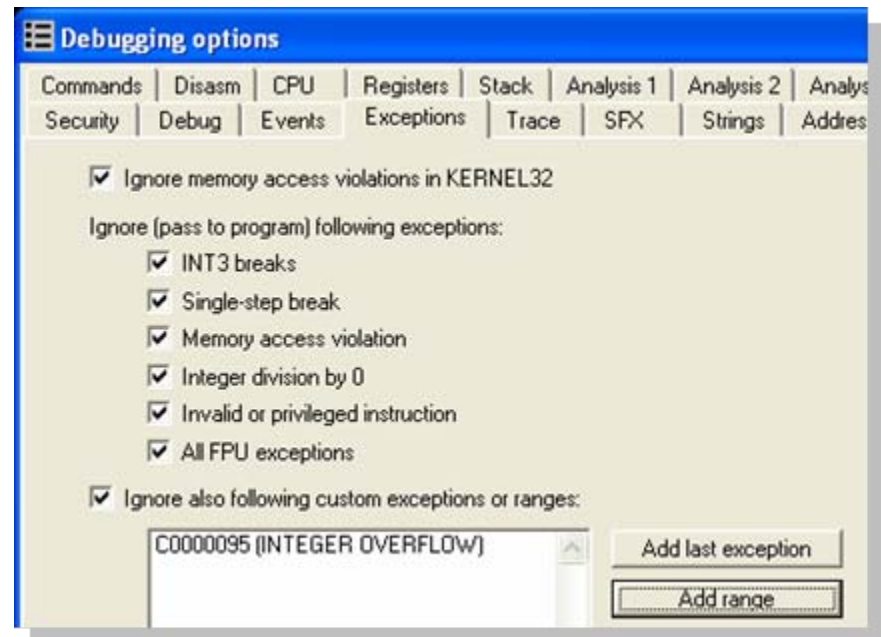 Debugging options
Commands Disasm CPU Registers Stack Analysis 1 Analysis 2 Analys
Security Debug Events Exceptions Trace SFX Strings Addres
Ignore memory access violations in KERNEL32
Ignore (pass to program) following exceptions:
INT3 breaks
Single-step break
Memory access violation
Integer division by 0
Invalid or privileged instruction
All FPU exceptions
Ignore also following custom exceptions or ranges:
C0000095 (INTEGER OVERFLOW)
Add last exception
Add range